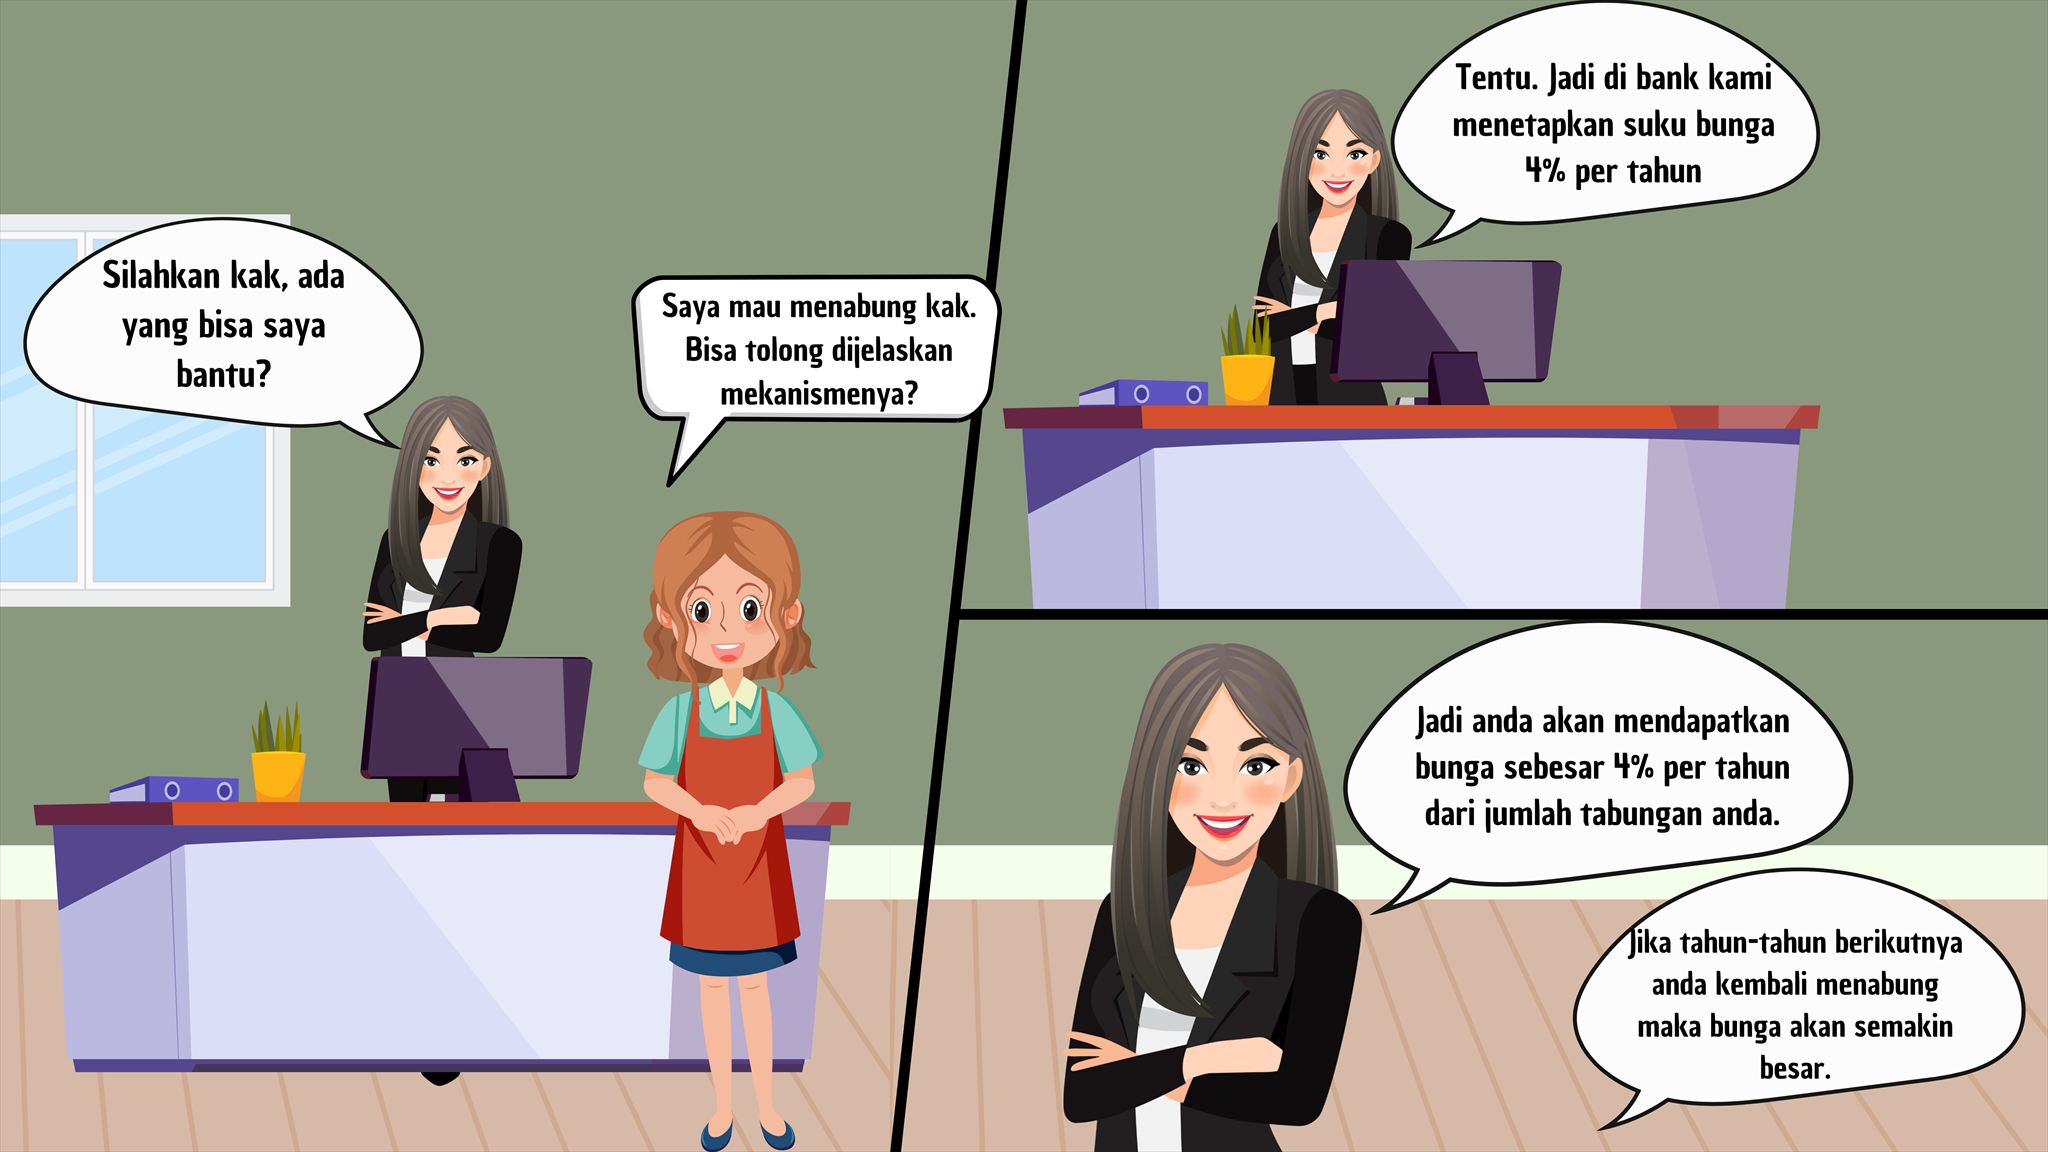 Silahkan kak, ada
yang bisa saya
bantu?
Saya mau menabung kak.
Bisa tolong dijelaskan
mekanismenya?
Tentu. Jadi di bank kami
menetapkan suku bunga
4% per tahun
Jadi anda akan mendapatkan
bunga sebesar 4% per tahun
dari jumlah tabungan anda.
Jika tahun-tahun berikutnya
anda kembali menabung
maka bunga akan semakin
besar.